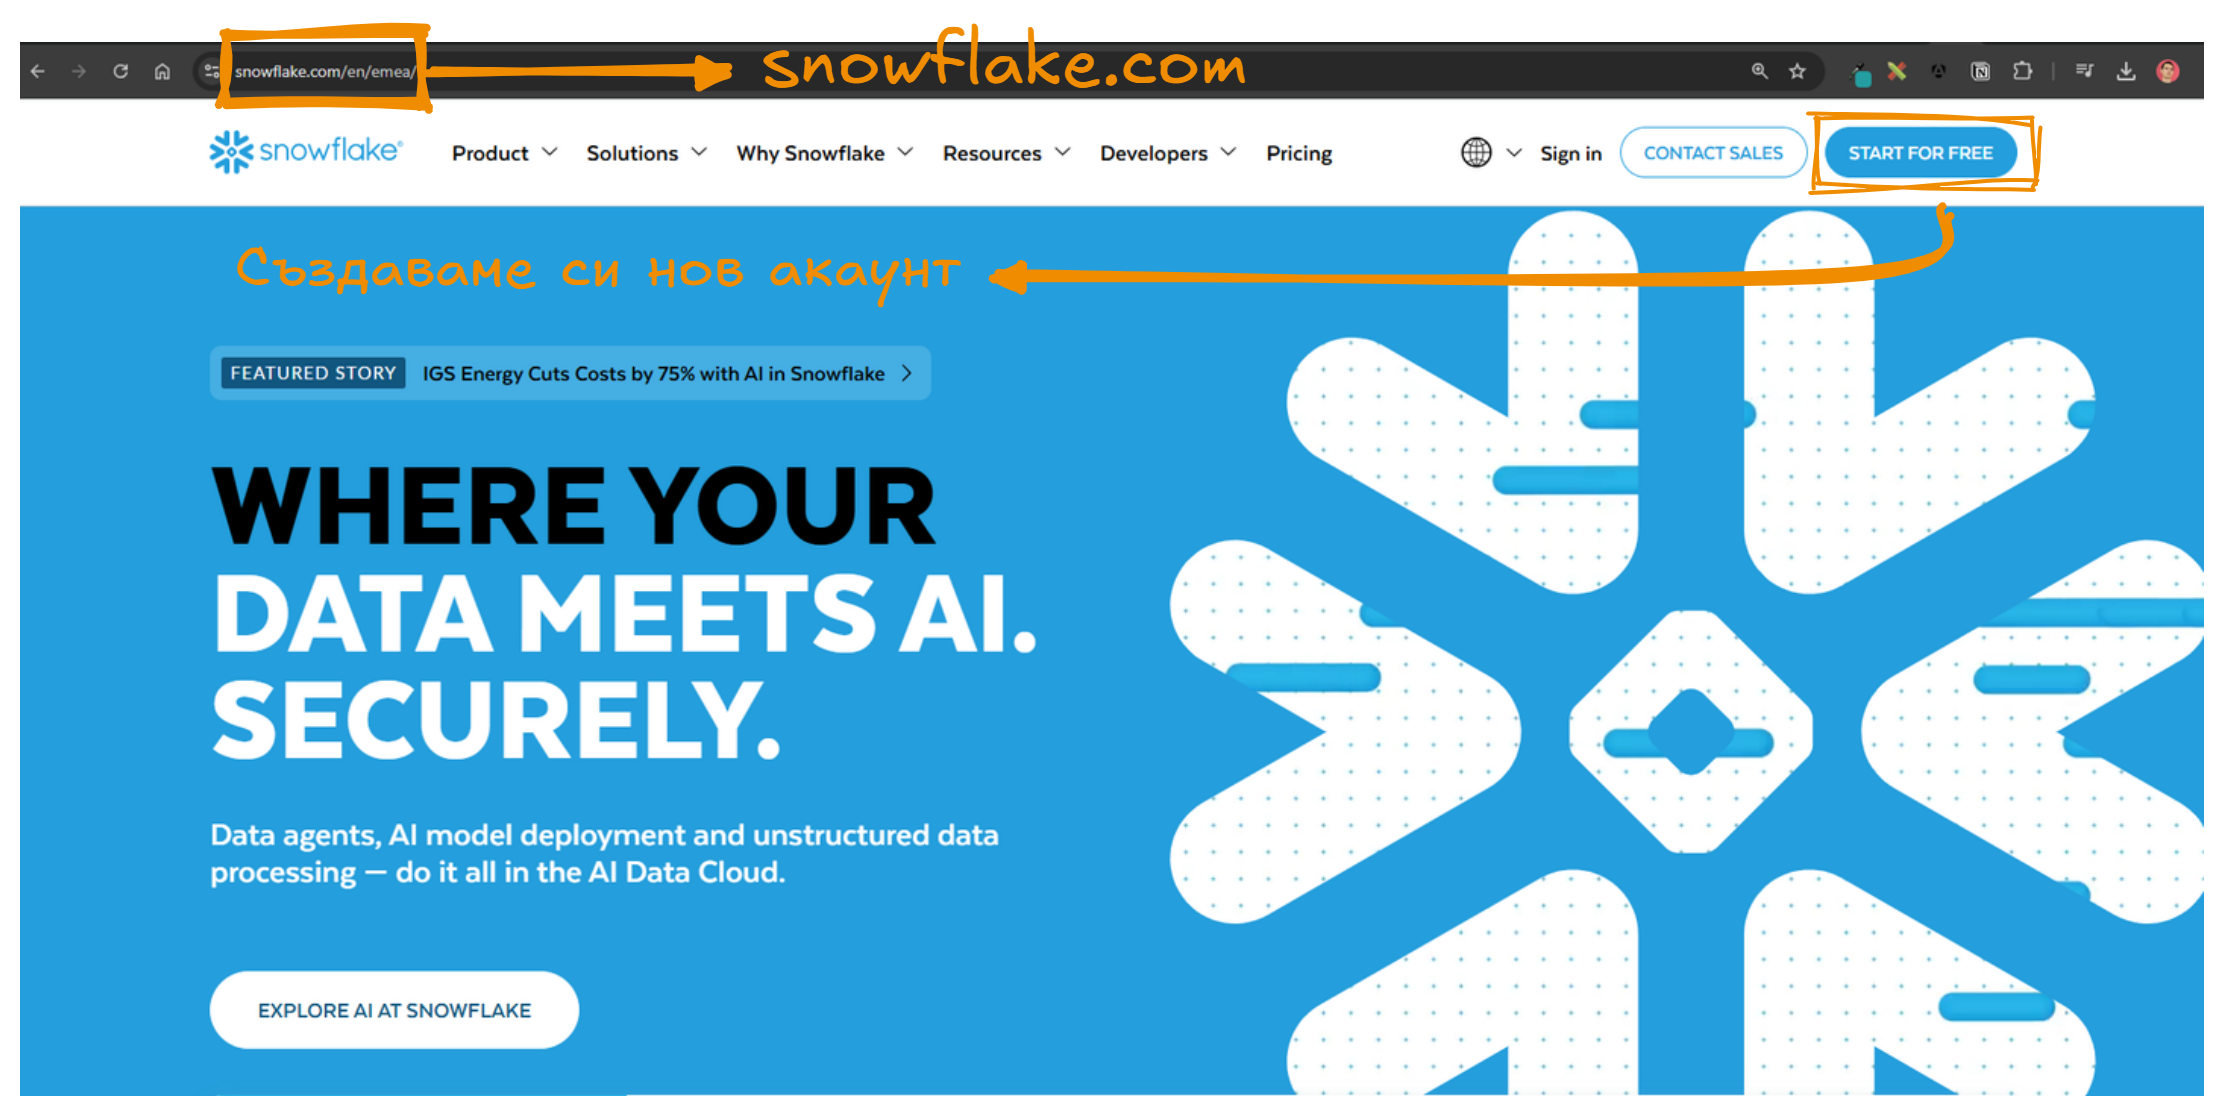 snowflake.com/en/emea/
snowflake.com
snowflake®
Product
Solutions
Why Snowflake
Resources
Developers
Pricing
Sign in
CONTACT SALES
START FOR FREE
Създаваме си нов акаунт
FEATURED STORY
IGS Energy Cuts Costs by 75% with AI in Snowflake
WHERE YOUR
DATA MEETS AI.
SECURELY.
Data agents, AI model deployment and unstructured data
processing — do it all in the AI Data Cloud.
EXPLORE AI AT SNOWFLAKE